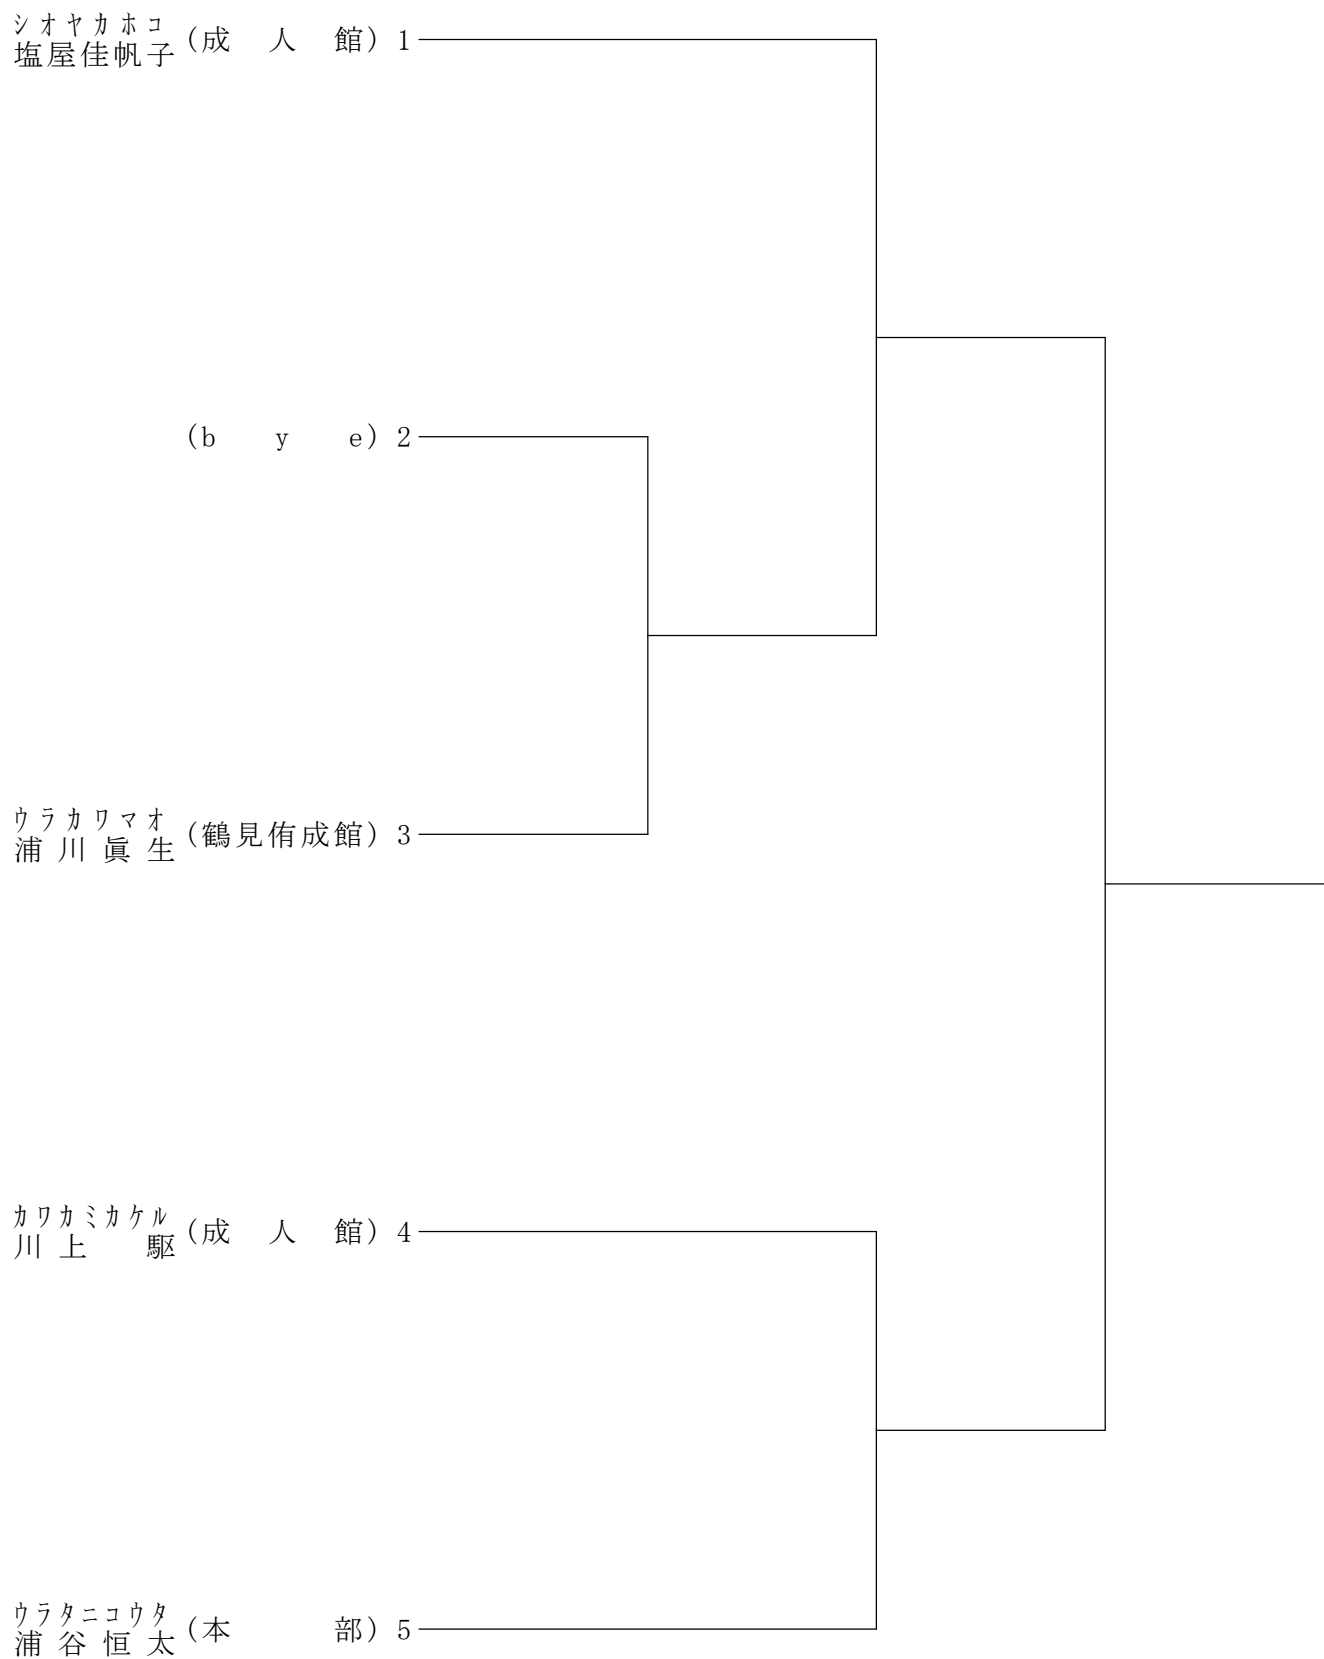 シオヤカホコ
塩屋佳帆子 (成人館) 1
(bye) 2
ウラカワマオ
浦川眞生 (鶴見侑成館) 3
カワカミカケル
川上駆 (成人館) 4
ウラタニコウタ
浦谷恒太 (本部) 5